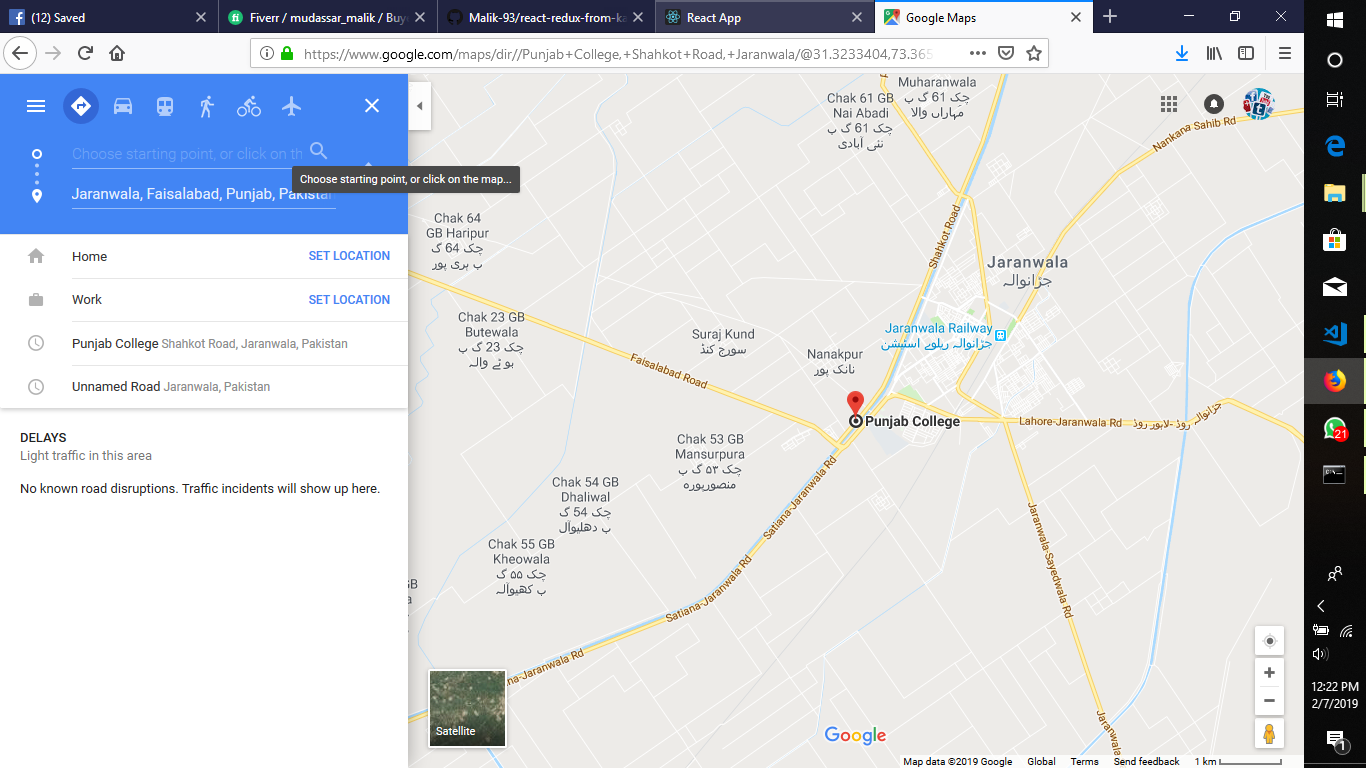 (12) Saved
Fiverr / mudassar_malik / Buy
Malik-93/react-redux-from-ka
React App
Google Maps
https://www.google.com/maps/dir//Punjab+College,+Shahkot+Road,+Jaranwala/@31.3233404,73.365
Choose starting point, or click on th
Choose starting point, or click on the map...
Jaranwala, Faisalabad, Punjab, Pakistan
Home
SET LOCATION
Work
SET LOCATION
Punjab College Shahkot Road, Jaranwala, Pakistan
Unnamed Road Jaranwala, Pakistan
DELAYS
Light traffic in this area
No known road disruptions. Traffic incidents will show up here.
Muharanwala
چک 61 گ ب
مہاراں والا
Chak 61 GB
Nai Abadi
چک 61 گ ب
نئی آبادی
Nankana Sahib Rd
Chak 64
GB Haripur
چک 64 گ
ب ہری پور
Shahkot Road
Jaranwala
جڑانوالہ
Chak 23 GB
Butewala
چک 23 گ ب
بوٹے والہ
Suraj Kund
سورج کنڈ
Jaranwala Railway
جڑانوالہ ریلوے اسٹیشن
Nanakpur
نانک پور
Faisalabad Road
Punjab College
Lahore-Jaranwala Rd
جڑانوالہ روڈ -لاہور روڈ
Chak 53 GB
Mansurpura
چک ۵۳ گ ب
منصورپورہ
Chak 54 GB
Dhaliwal
چک 54 گ
ب دھلیوآل
Chak 55 GB
Kheowala
چک ۵۵ گ
ب کھیوآلہ
GB
a
Satiana-Jaranwala Rd
Satiana-Jaranwala Rd
na-Jaranwala Rd
Jaranwala-Sayedwala Rd
Jaranwala
Satellite
Google
Map data ©2019 Google
Global
Terms
Send feedback
1 km
21
12:22 PM
2/7/2019
1